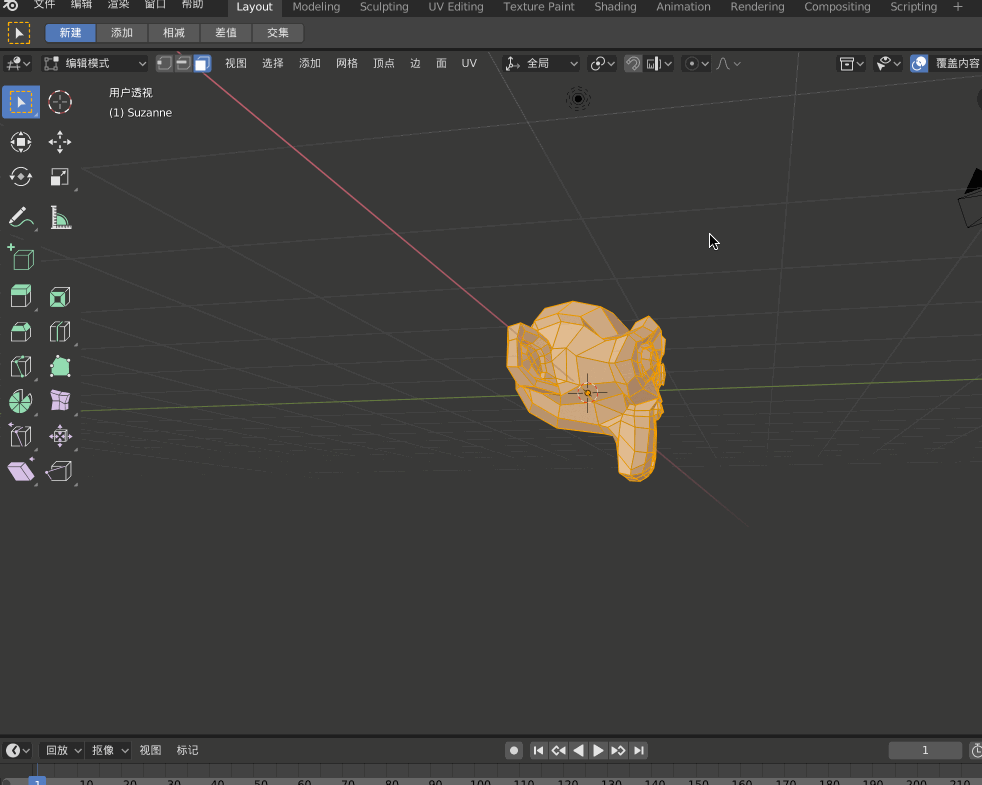 文件 编辑 渲染 窗口 帮助 Layout Modeling Sculpting UV Editing Texture Paint Shading Animation Rendering Compositing Scripting +
新建 添加 相减 差值 交集
编辑模式 视图 选择 添加 网格 顶点 边 面 UV 全局 覆盖内容
用户透视
(1) Suzanne
回放 抠像 视图 标记 1
1 10 20 30 40 50 60 70 80 90 100 110 120 130 140 150 160 170 180 190 200 210